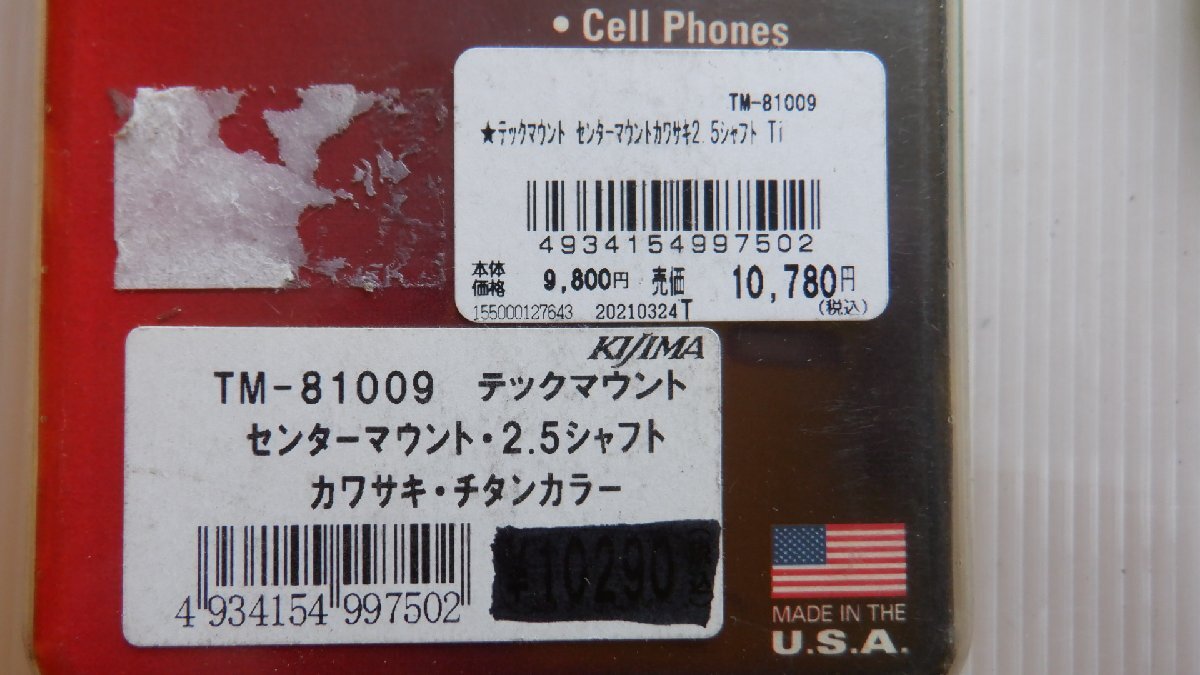 • Cell Phones
TM-81009
★テックマウント センターマウントカワサキ2.5シャフト Ti
4934154997502
本体価格 9,800円 売価 10,780円
(税込)
155000127643 20210324T
KIJIMA
TM-81009 テックマウント
センターマウント・2.5シャフト
カワサキ・チタンカラー
¥10290
4 934154 997502
MADE IN THE
U.S.A.